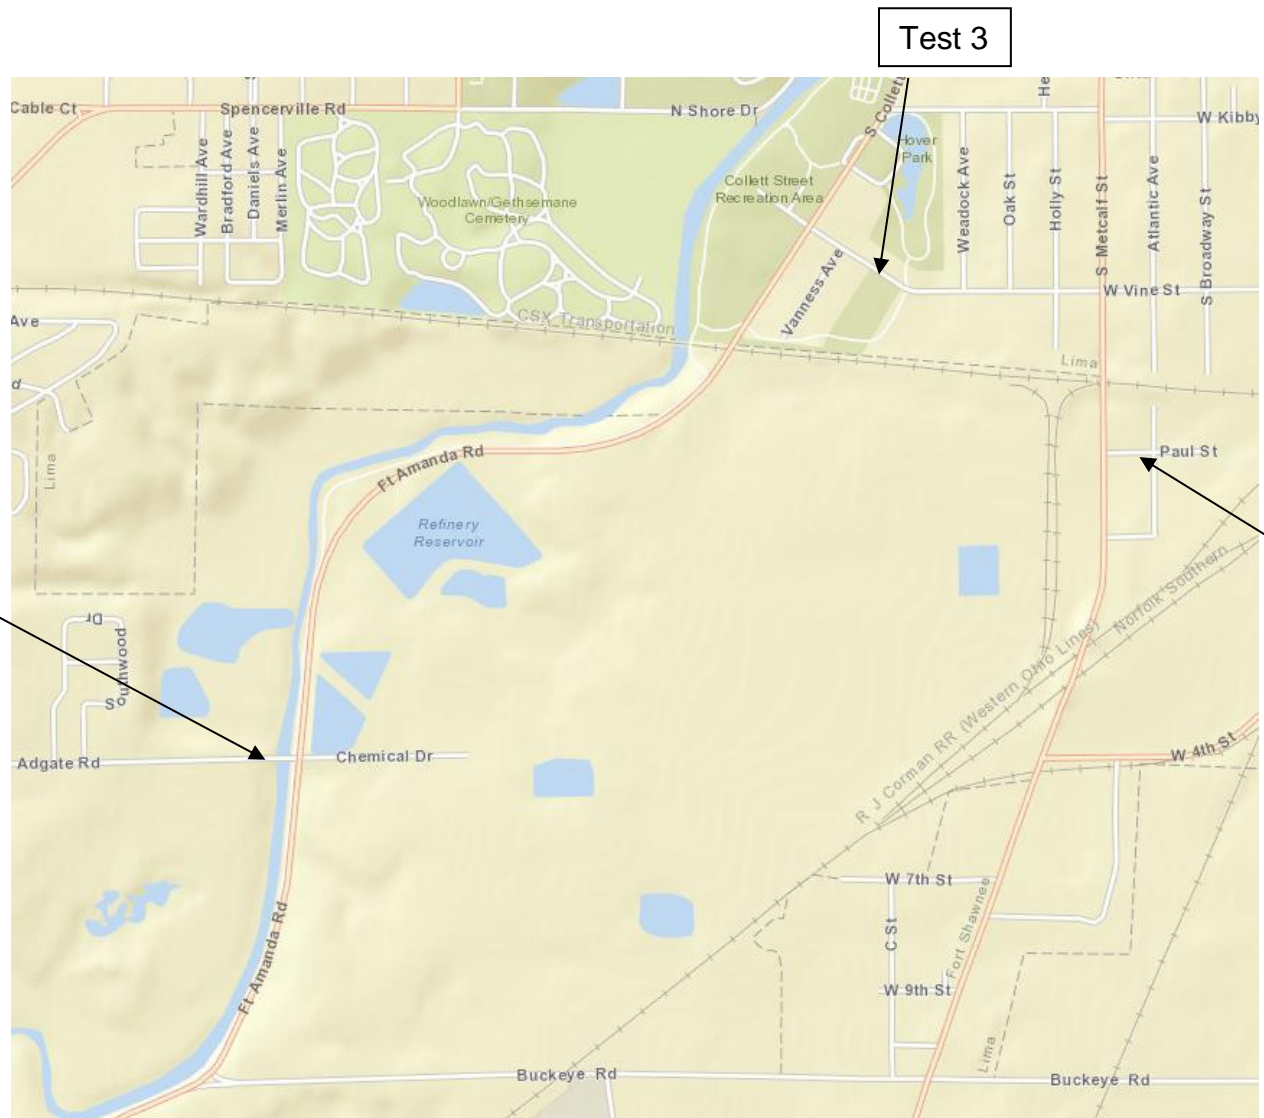 Test 3
Cable Ct
Spencerville Rd
N Shore Dr
S Collett
He
W Kibby
Wardhill Ave
Bradford Ave
Daniels Ave
Merlin Ave
Woodlawn/Gethsemane
Cemetery
Collett Street
Recreation Area
Hover
Park
Weadock Ave
Oak St
Holly St
S Metcalf St
Atlantic Ave
S Broadway St
Vanness Ave
W Vine St
Ave
CSX Transportation
Lima
d
Lima
Ft Amanda Rd
Paul St
Refinery
Reservoir
Norfolk Southern
R J Corman RR (Western Ohio Lines)
Southwood
Dr
Adgate Rd
Chemical Dr
W 4th St
W 7th St
C St
Fort Shawnee
W 9th St
Ft Amanda Rd
Lima
Buckeye Rd
Buckeye Rd